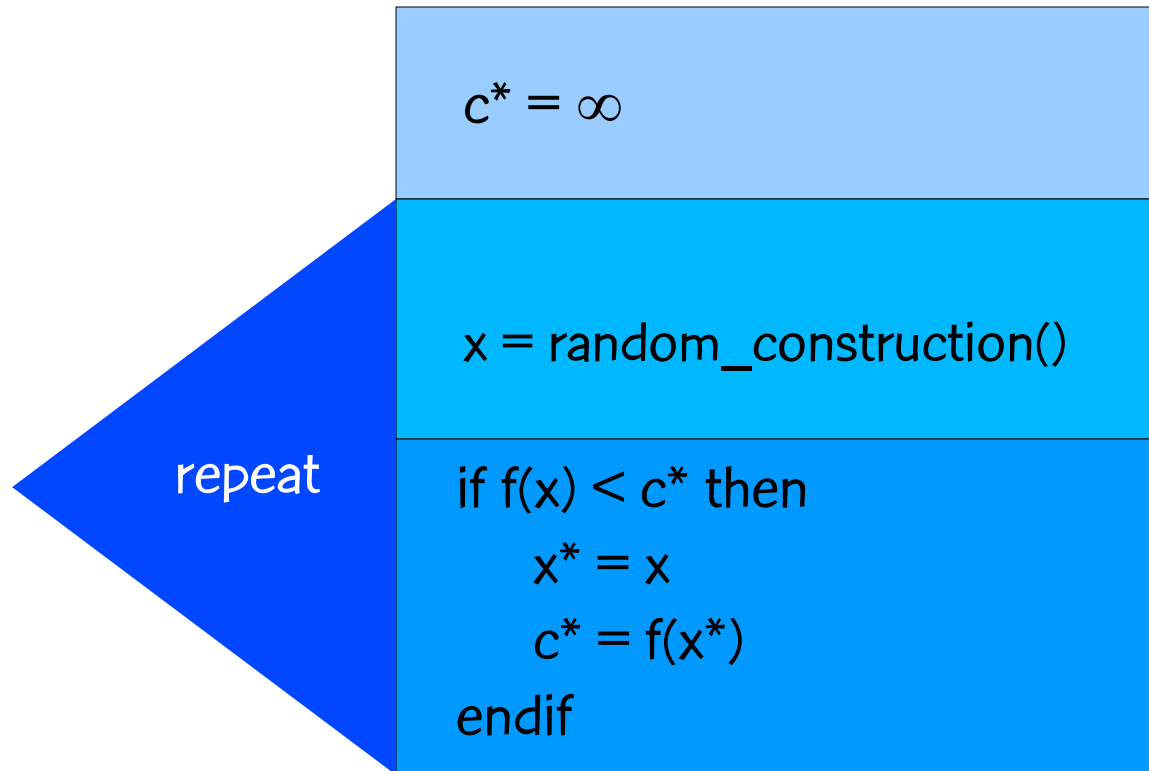 c* = ∞
x = random_construction()
repeat
if f(x) < c* then
x* = x
c* = f(x*)
endif